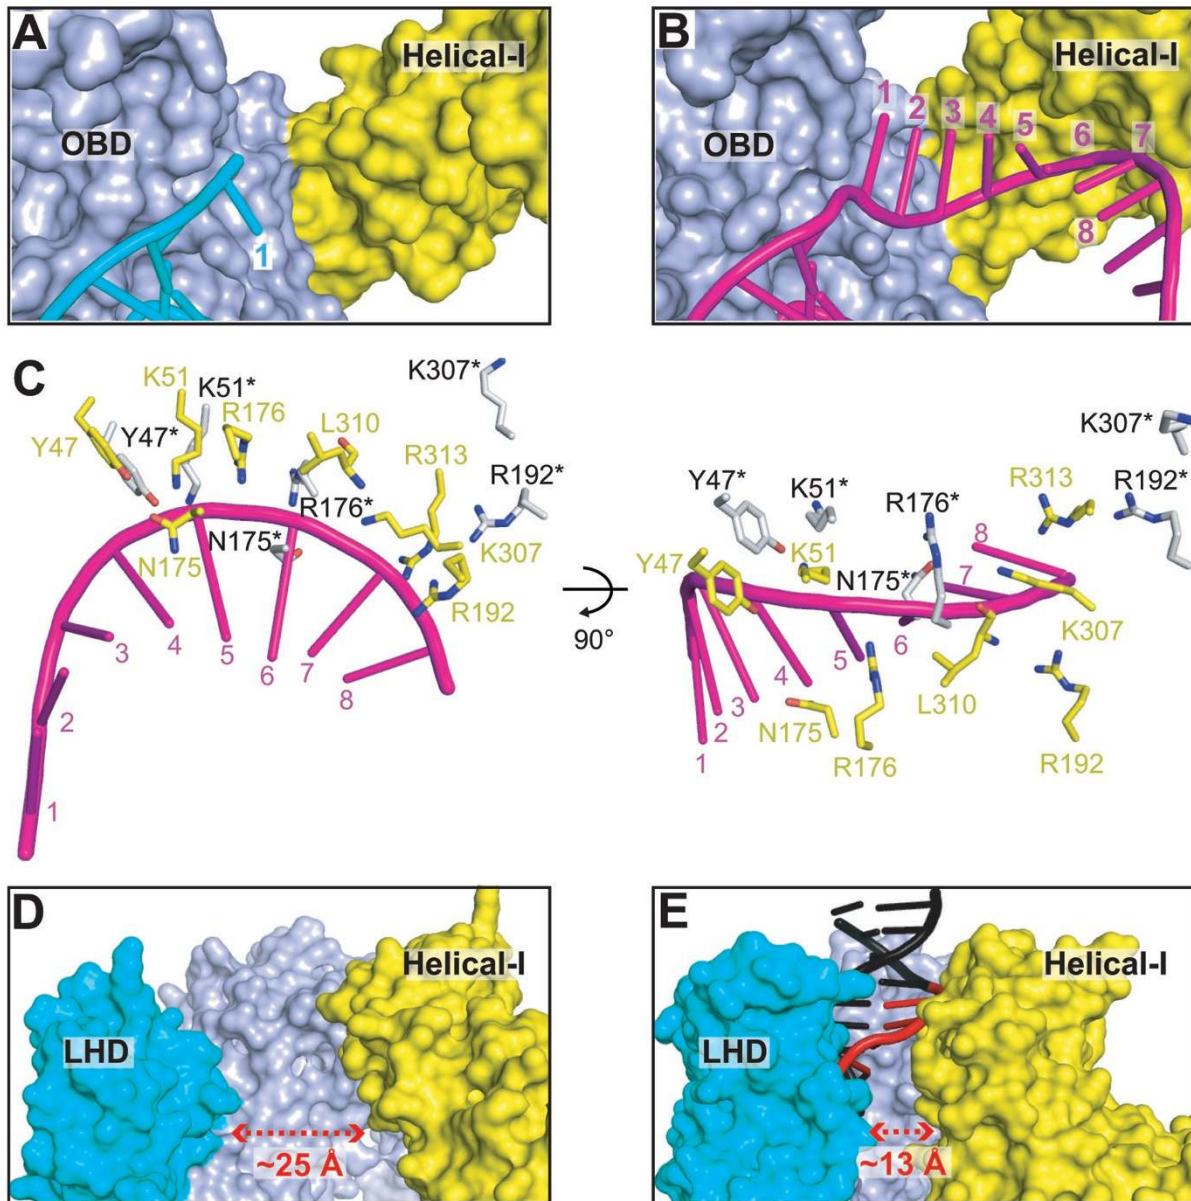 A
Helical-I
OBD
1
B
Helical-I
OBD
1
2
3
4
5
6
7
8
C
K51
K51*
R176
L310
K307*
Y47
Y47*
R313
R192*
R176*
N175*
N175
K307
R192
3
4
5
6
7
8
2
1
90°
K307*
Y47*
K51*
R176*
R313
R192*
8
Y47
K51
N175*
7
6
K307
5
4
3
2
1
N175
R176
L310
R192
D
Helical-I
LHD
~25 Å
E
Helical-I
LHD
~13 Å